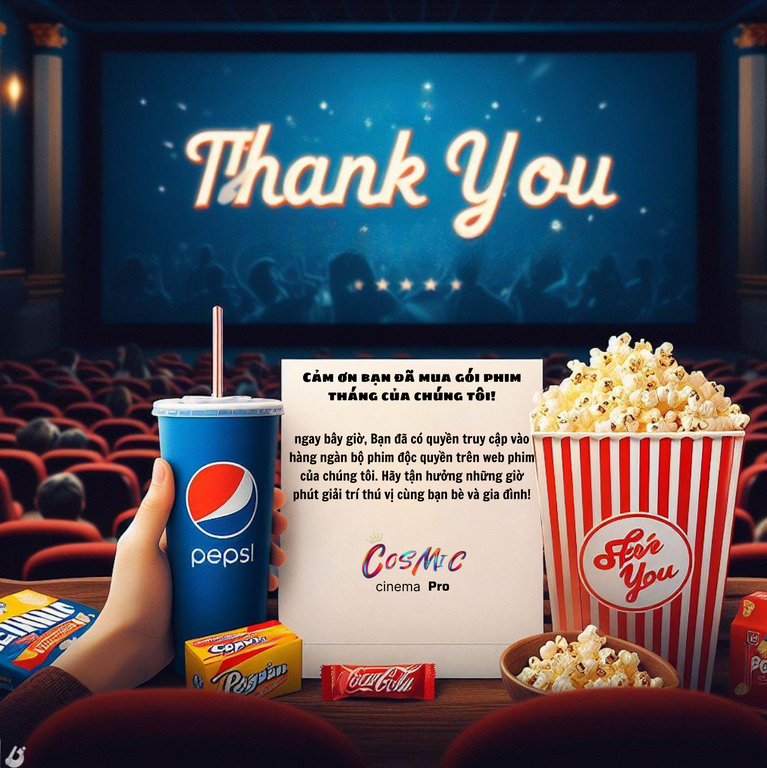 Thank You
CẢM ƠN BẠN ĐÃ MUA GÓI PHIM
THÁNG CỦA CHÚNG TÔI!
ngay bây giờ, Bạn đã có quyền truy cập vào
hàng ngàn bộ phim độc quyền trên web phim
của chúng tôi. Hãy tận hưởng những giờ
phút giải trí thú vị cùng bạn bè và gia đình!
COSMIC
cinema Pro
pepsi
You